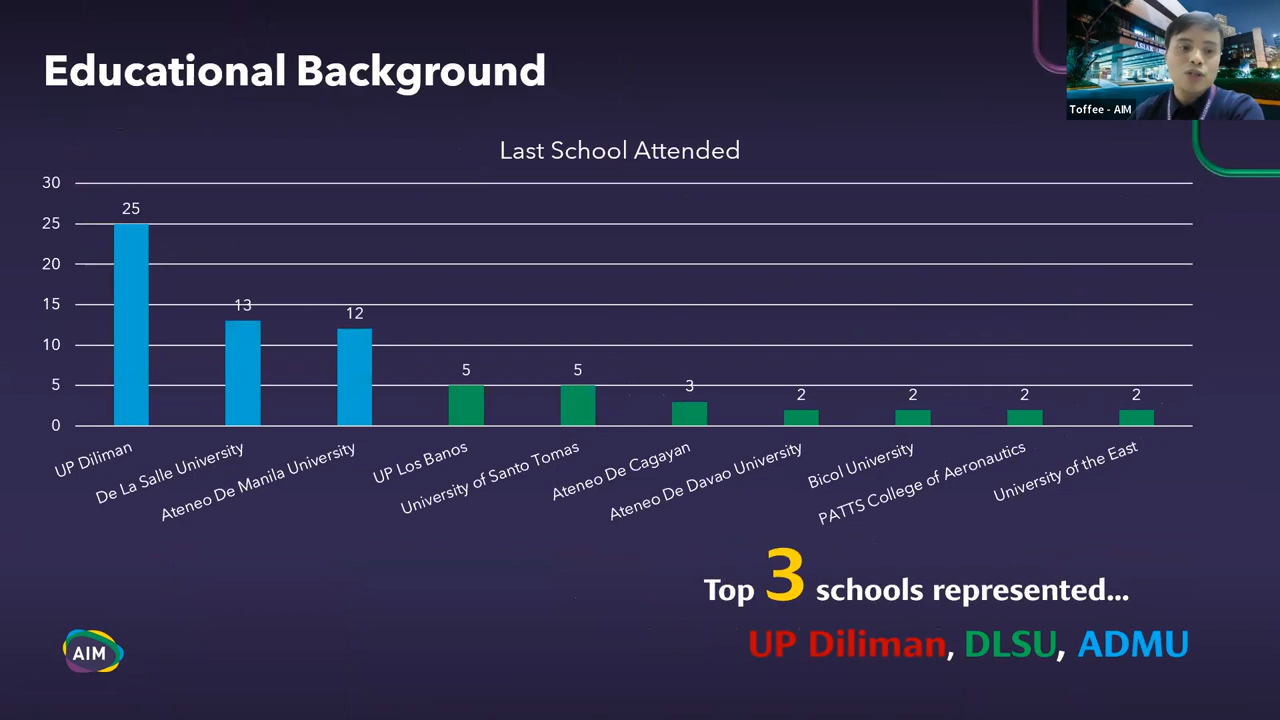 Educational Background
Toffee - AIM
Last School Attended
30
25
20
15
10
5
0
25
13
12
5
5
3
2
2
2
2
UP Diliman
De La Salle University
Ateneo De Manila University
UP Los Banos
University of Santo Tomas
Ateneo De Cagayan
Ateneo De Davao University
Bicol University
PATTS College of Aeronautics
University of the East
Top 3 schools represented...
UP Diliman, DLSU, ADMU
AIM